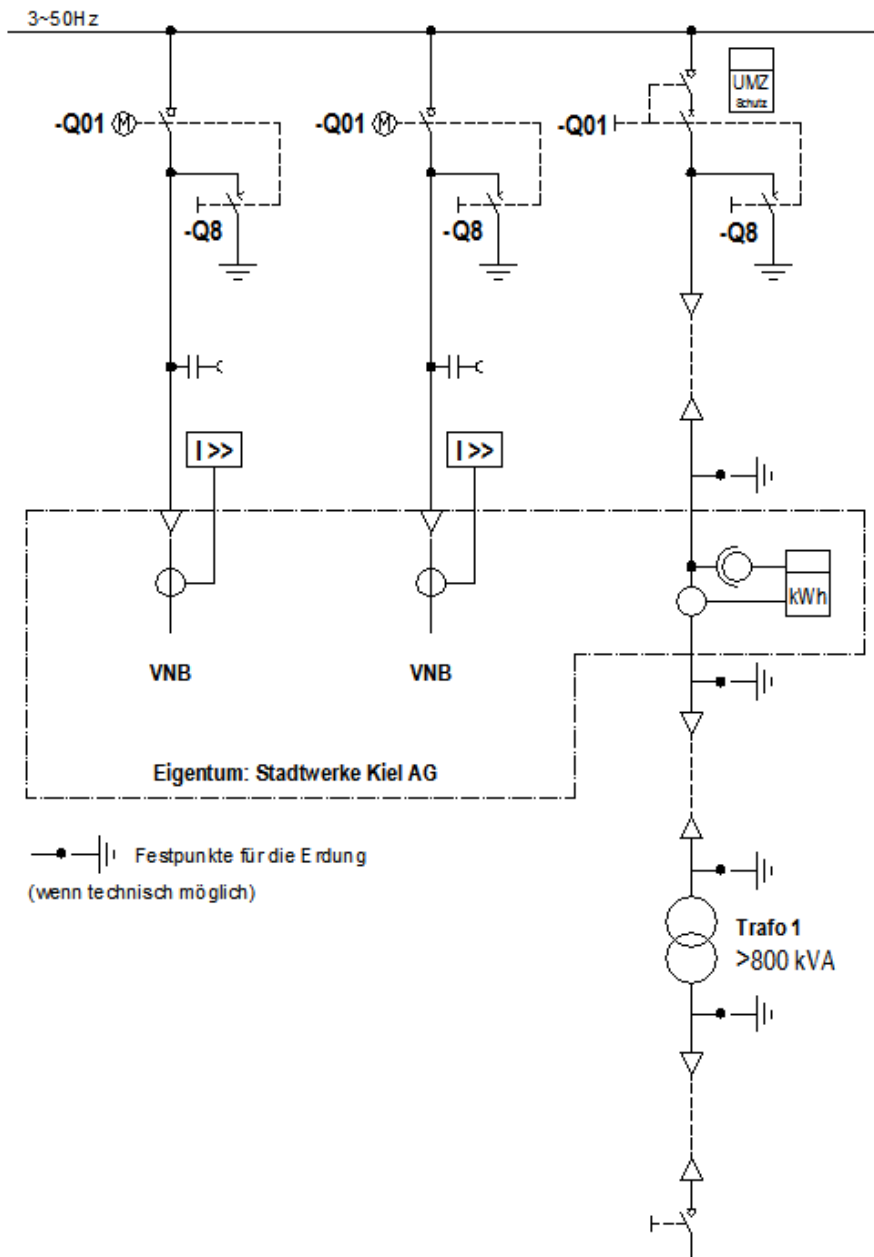 3~50Hz
UMZ
Schutz
-Q01 M
-Q01 M
-Q01
-Q8
-Q8
-Q8
I >>
I >>
kWh
VNB
VNB
Eigentum: Stadtwerke Kiel AG
Festpunkte für die Erdung
(wenn technisch möglich)
Trafo 1
>800 kVA